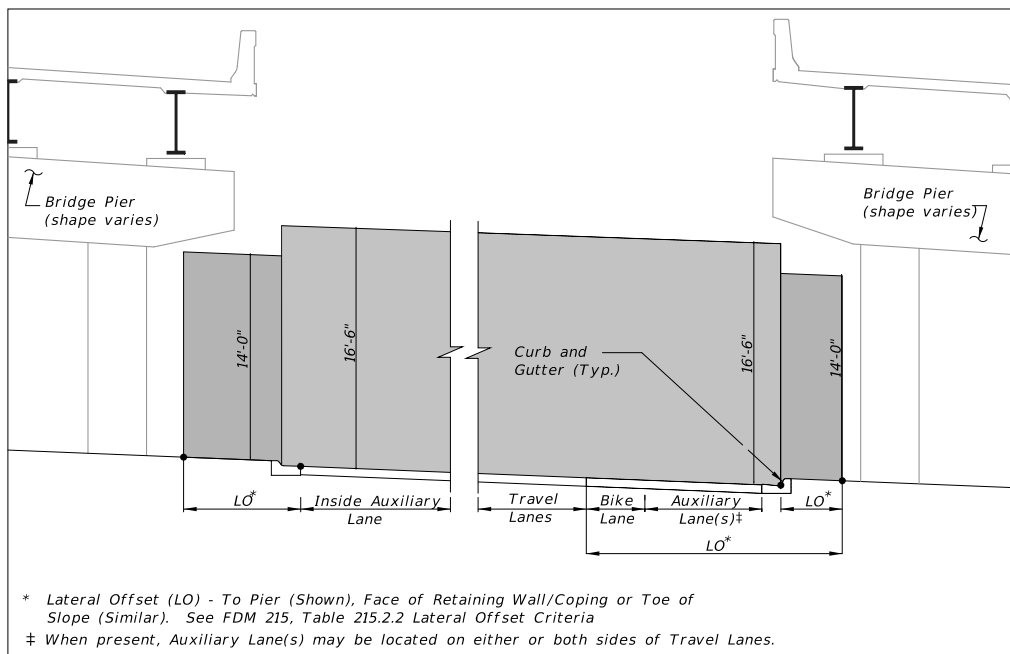 Bridge Pier
(shape varies)
Bridge Pier
(shape varies)
14'-0"
16'-6"
Curb and
Gutter (Typ.)
16'-6"
14'-0"
LO*
Inside Auxiliary
Lane
Travel
Lanes
Bike
Lane
Auxiliary
Lane(s)‡
LO*
LO*
* Lateral Offset (LO) - To Pier (Shown), Face of Retaining Wall/Coping or Toe of
Slope (Similar). See FDM 215, Table 215.2.2 Lateral Offset Criteria
‡ When present, Auxiliary Lane(s) may be located on either or both sides of Travel Lanes.